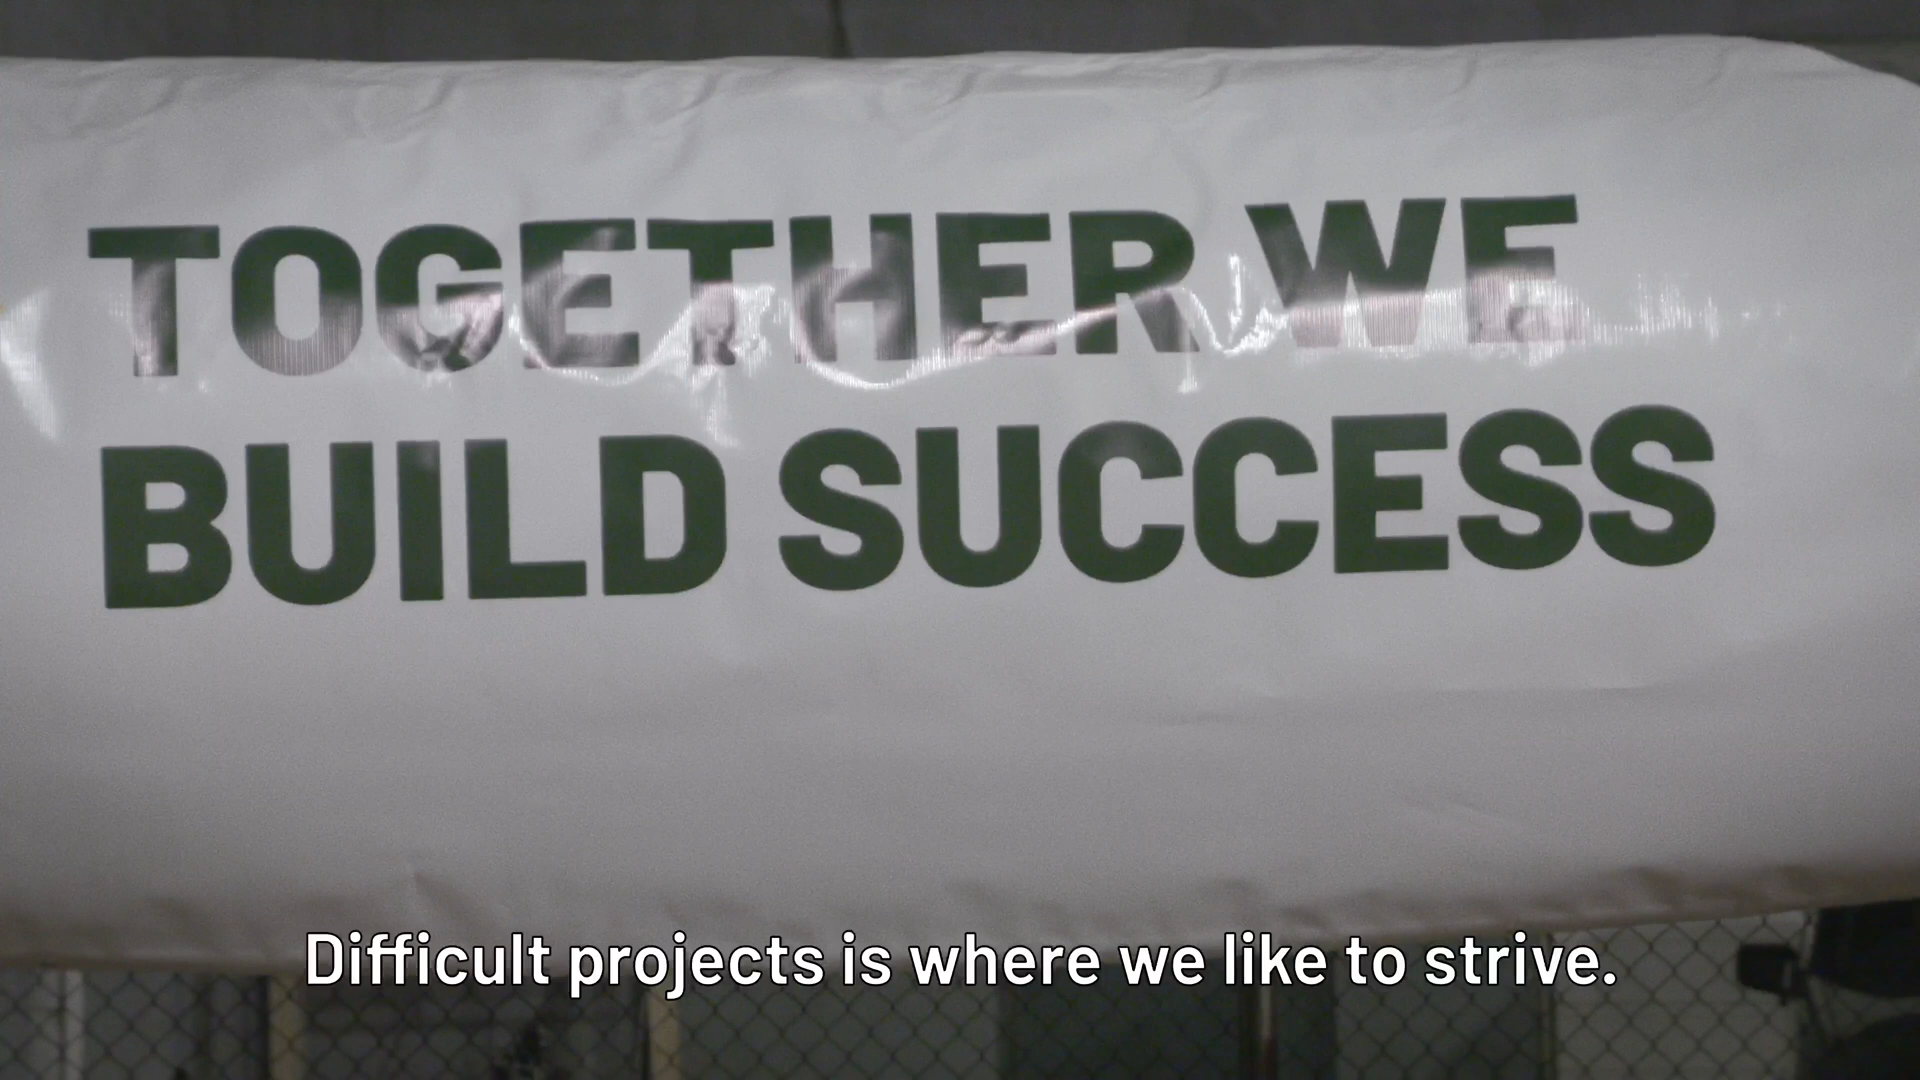 TOGETHER WE
BUILD SUCCESS
Difficult projects is where we like to strive.